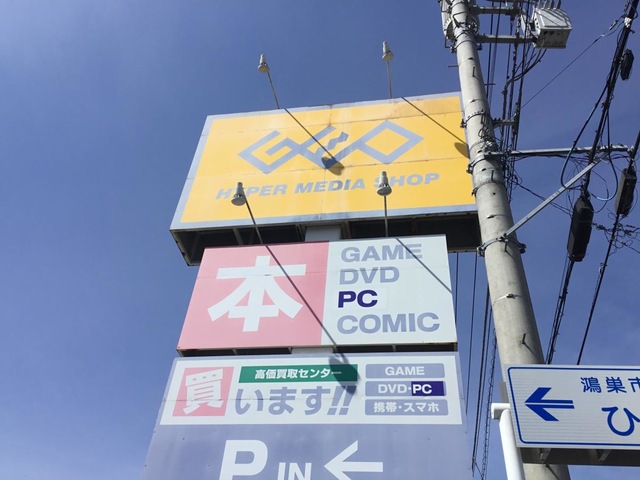 GEO
HYPER MEDIA SHOP
本
GAME
DVD
PC
COMIC
高価買取センター
買います!!
GAME
DVD・PC
携帯・スマホ
P IN ←
← 鴻巣市
ひ